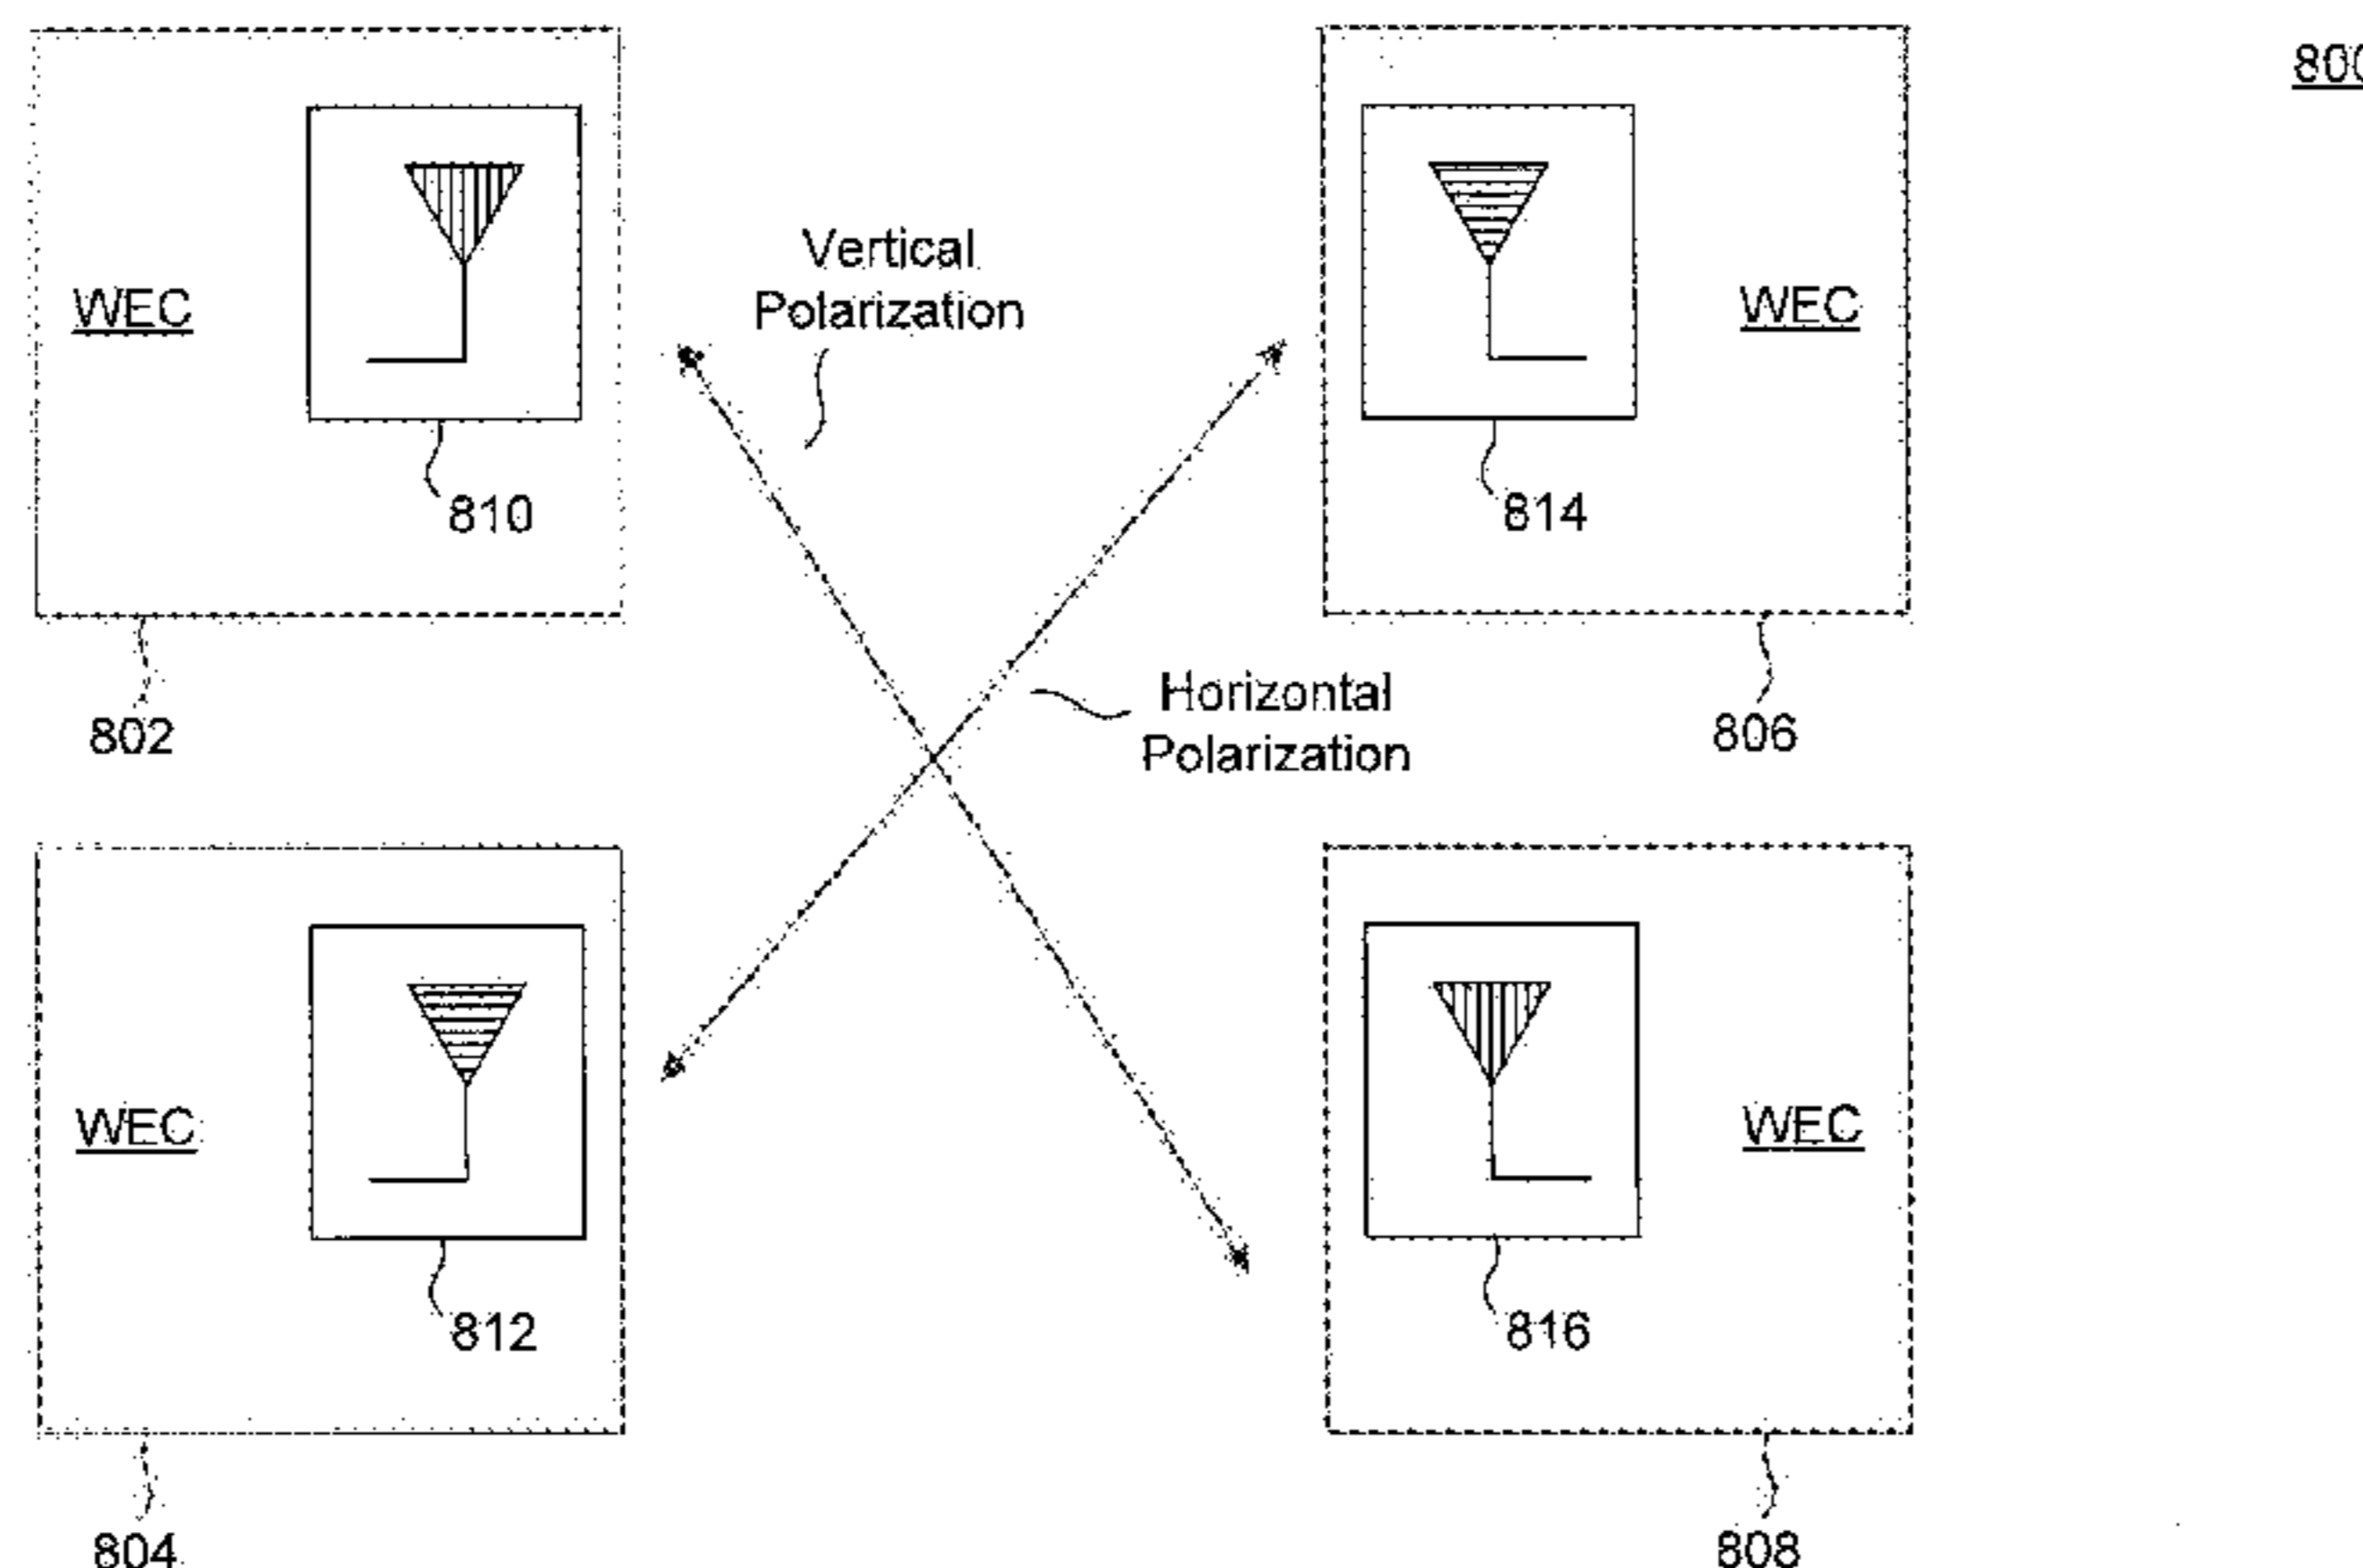 800
Vertical
Polarization
WEC
WEC
810
814
Horizontal
Polarization
802
806
WEC
WEC
812
816
804
808